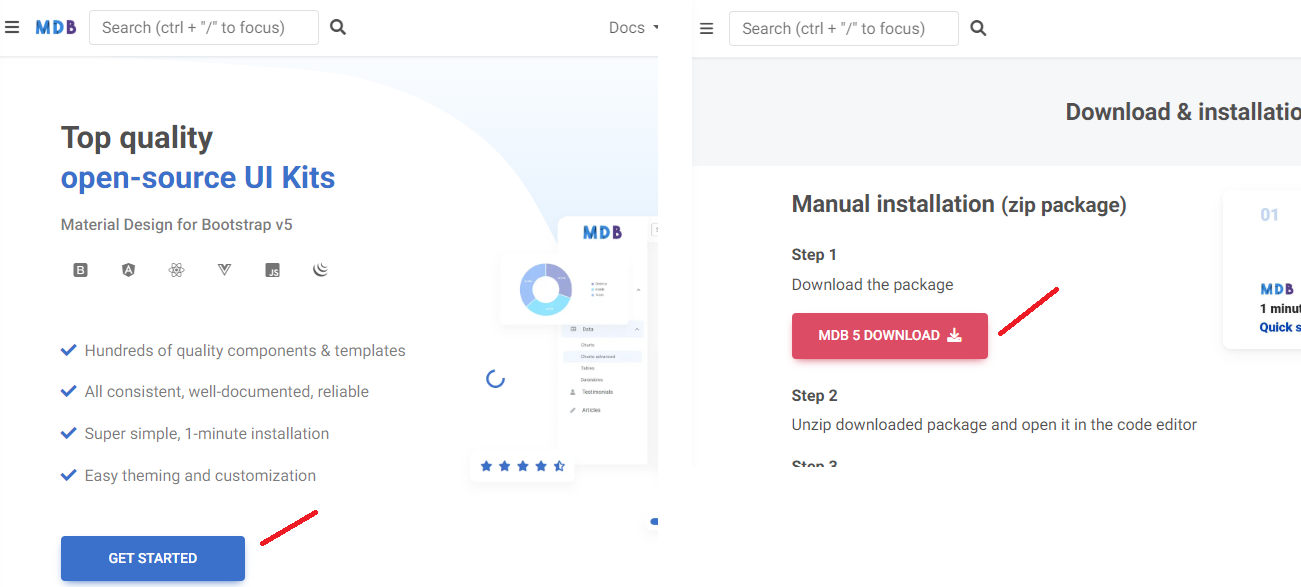 MDB
Search (ctrl + "/" to focus)
Docs
Top quality
open-source UI Kits
Material Design for Bootstrap v5
B
A
JS
Hundreds of quality components & templates
All consistent, well-documented, reliable
Super simple, 1-minute installation
Easy theming and customization
GET STARTED
MDB
Data
Charts
Charts advanced
Tables
Datatables
Testimonials
Articles
Search (ctrl + "/" to focus)
Download & installatio
Manual installation (zip package)
Step 1
Download the package
MDB 5 DOWNLOAD
Step 2
Unzip downloaded package and open it in the code editor
Step 3
01
MDB
1 minut
Quick s